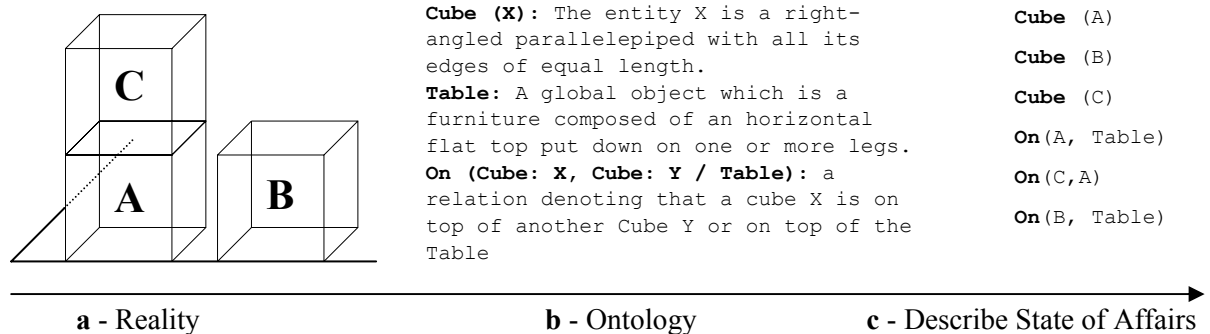 C
A
B
Cube (X): The entity X is a right-
angled parallelepiped with all its
edges of equal length.
Table: A global object which is a
furniture composed of an horizontal
flat top put down on one or more legs.
On (Cube: X, Cube: Y / Table): a
relation denoting that a cube X is on
top of another Cube Y or on top of the
Table
Cube (A)
Cube (B)
Cube (C)
On(A, Table)
On(C,A)
On(B, Table)
a - Reality
b - Ontology
c - Describe State of Affairs